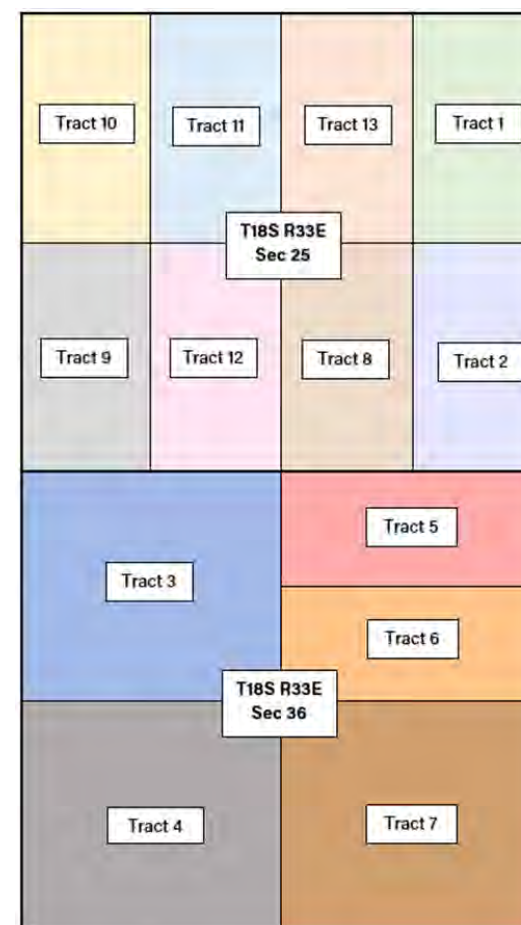 Tract 10
Tract 11
Tract 13
Tract 1
T18S R33E
Sec 25
Tract 9
Tract 12
Tract 8
Tract 2
Tract 5
Tract 3
Tract 6
T18S R33E
Sec 36
Tract 4
Tract 7